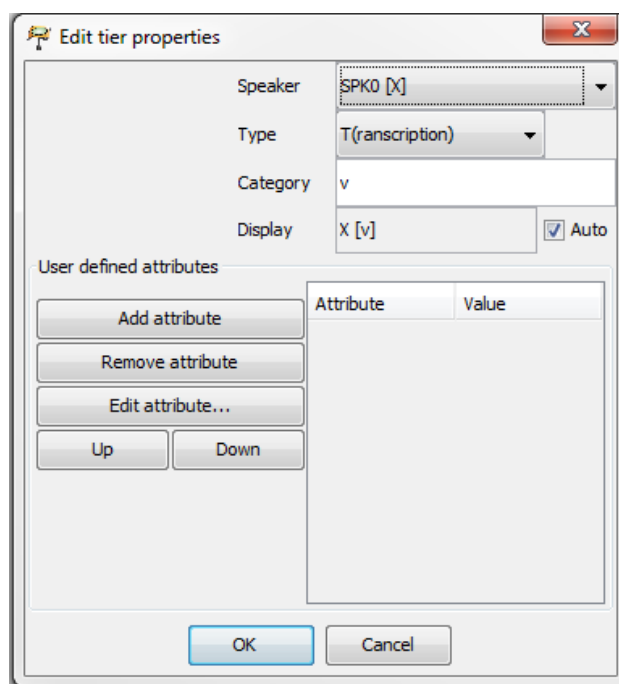 Edit tier properties
Speaker SPK0 [X]
Type T(ranscription)
Category v
Display X [v] Auto
User defined attributes
Add attribute
Remove attribute
Edit attribute...
Up Down
Attribute Value
OK Cancel